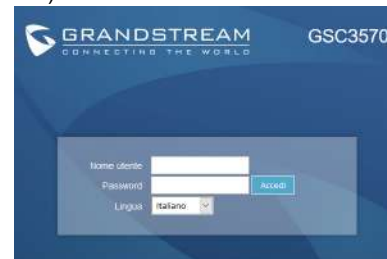 GRANDSTREAM
CONNECTING THE WORLD
GSC3570
Nome utente
Password
Accedi
Lingua
Italiano